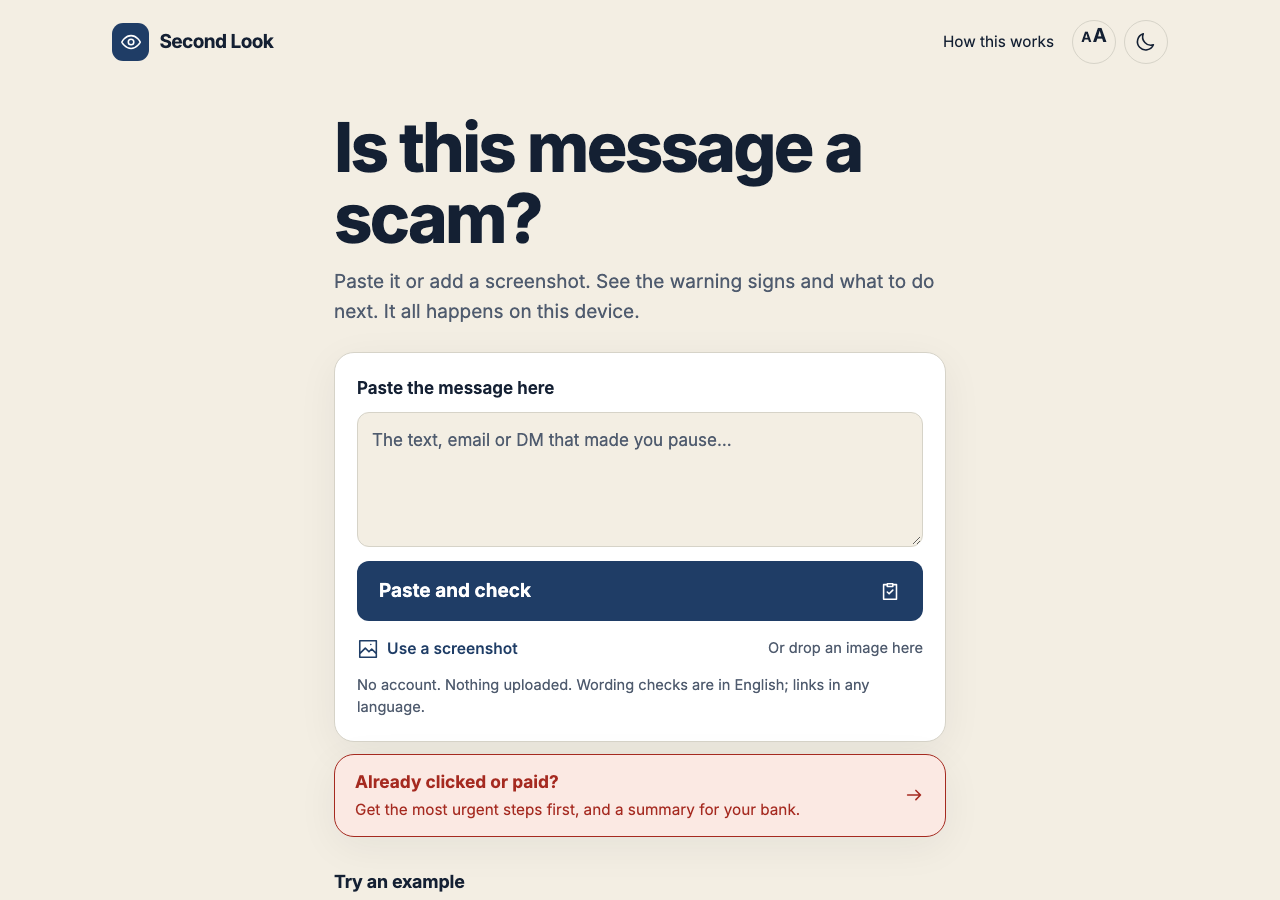 Second Look
How this works
AA
Is this message a
scam?
Paste it or add a screenshot. See the warning signs and what to do
next. It all happens on this device.
Paste the message here
The text, email or DM that made you pause...
Paste and check
Use a screenshot
Or drop an image here
No account. Nothing uploaded. Wording checks are in English; links in any
language.
Already clicked or paid?
Get the most urgent steps first, and a summary for your bank.
Try an example